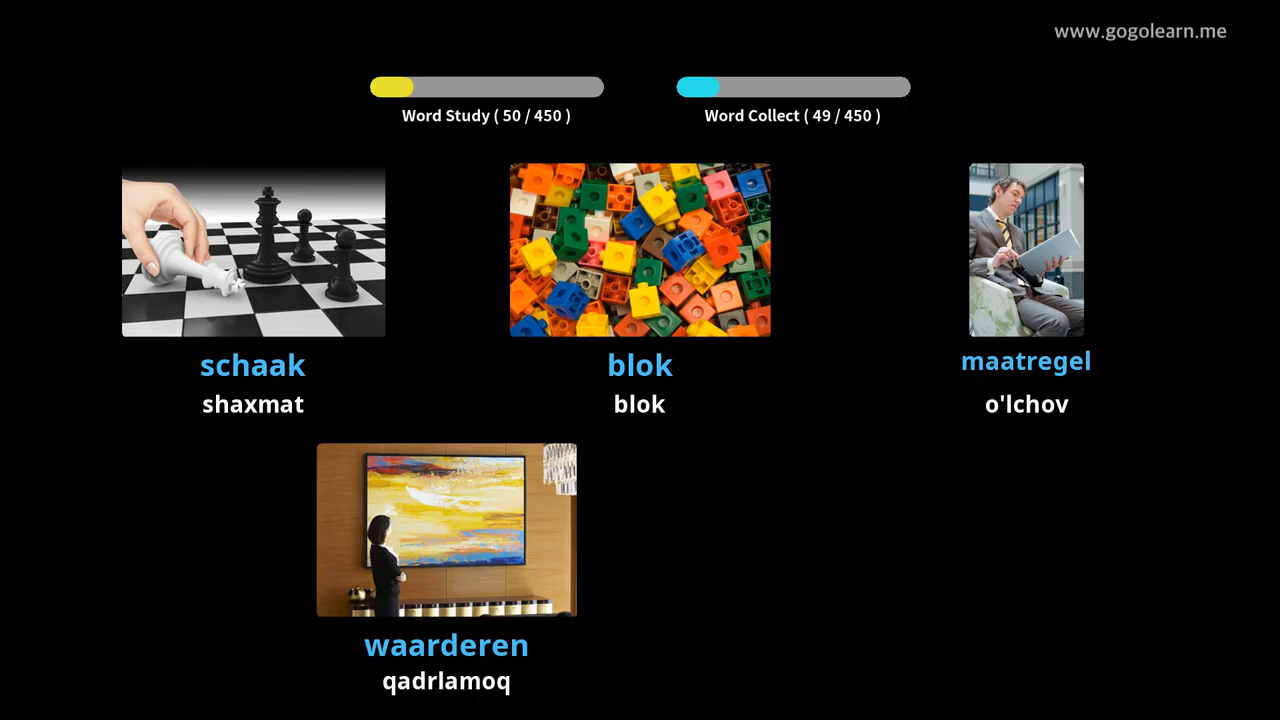 www.gogolearn.me
Word Study ( 50 / 450 )
Word Collect ( 49 / 450 )
schaak
shaxmat
blok
blok
maatregel
o'lchov
waarderen
qadrlamoq